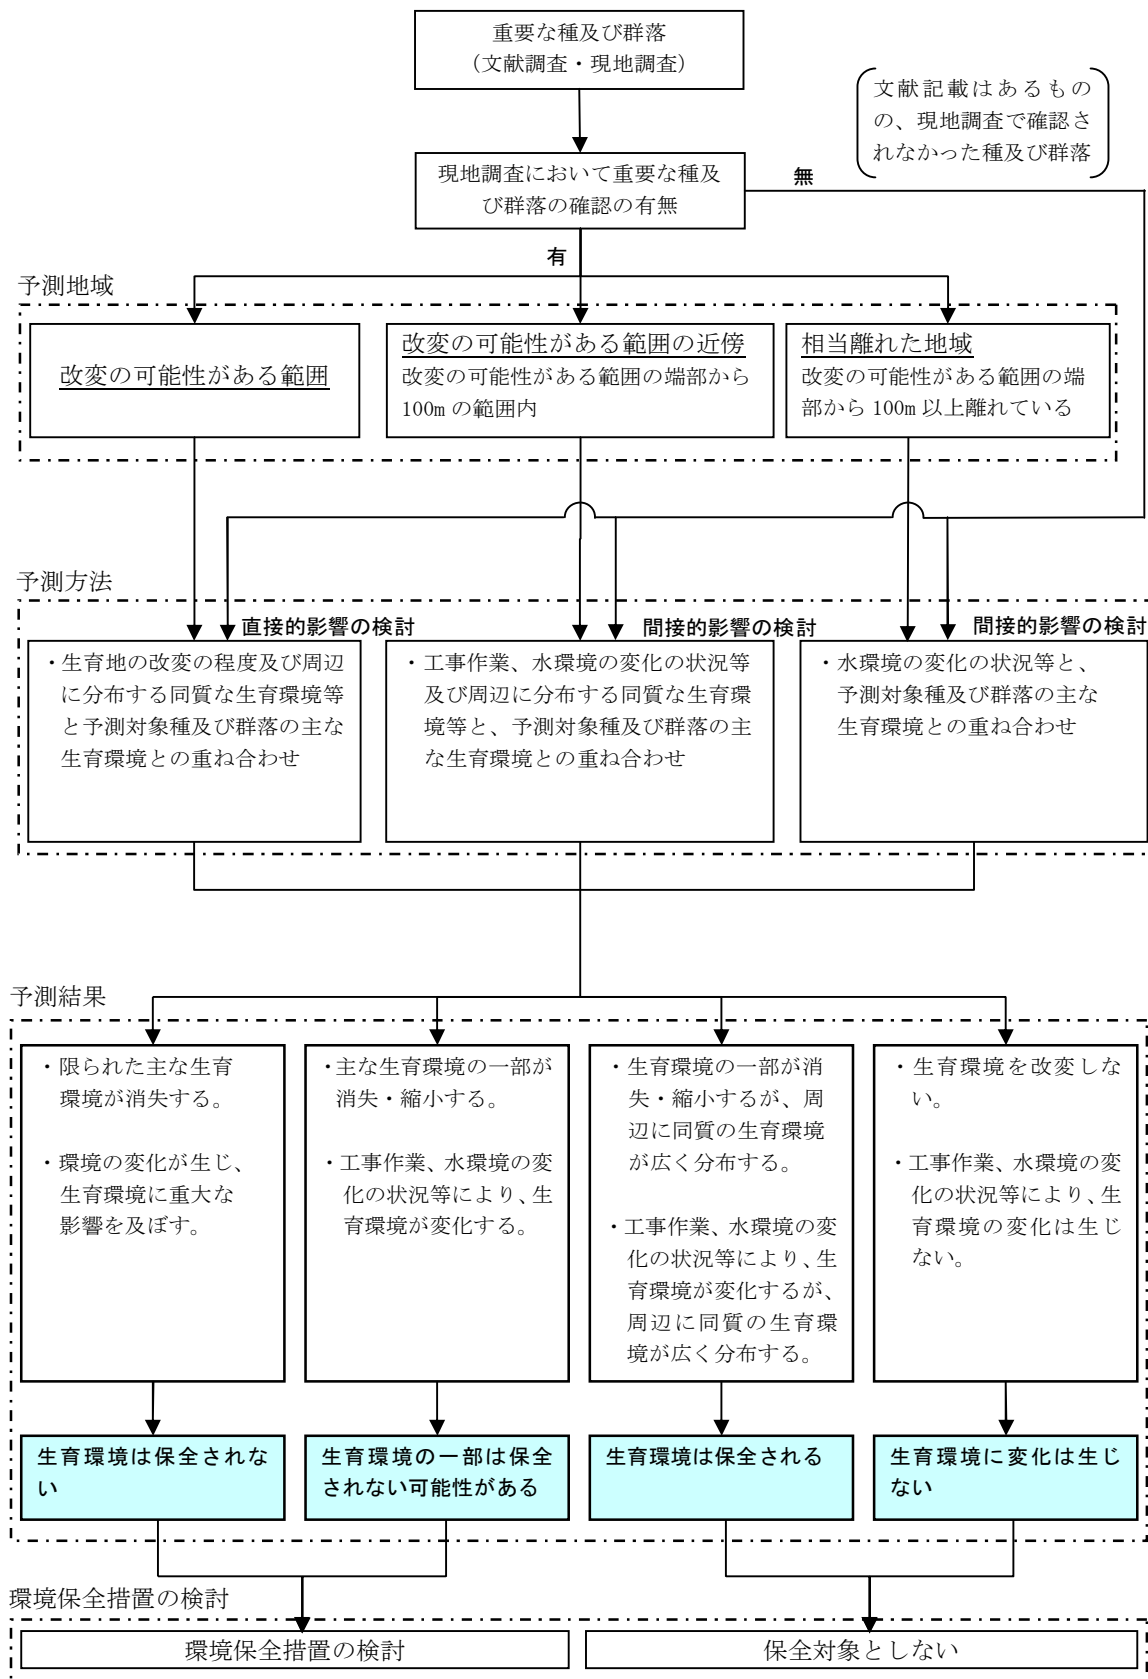 重要な種及び群落
（文献調査・現地調査）
文献記載はあるもの
の、現地調査で確認さ
れなかった種及び群落
現地調査において重要な種及
び群落の確認の有無
無
有
予測地域
改変の可能性がある範囲
改変の可能性がある範囲の近傍
改変の可能性がある範囲の端部から
100m の範囲内
相当離れた地域
改変の可能性がある範囲の端
部から 100m 以上離れている
予測方法
直接的影響の検討
・生育地の改変の程度及び周辺
に分布する同質な生育環境等
と予測対象種及び群落の主な
生育環境との重ね合わせ
間接的影響の検討
・工事作業、水環境の変化の状況等
及び周辺に分布する同質な生育環
境等と、予測対象種及び群落の主
な生育環境との重ね合わせ
間接的影響の検討
・水環境の変化の状況等と、
予測対象種及び群落の主な
生育環境との重ね合わせ
予測結果
・限られた主な生育
環境が消失する。
・環境の変化が生じ、
生育環境に重大な
影響を及ぼす。
・主な生育環境の一部が
消失・縮小する。
・工事作業、水環境の変
化の状況等により、生
育環境が変化する。
・生育環境の一部が消
失・縮小するが、周
辺に同質の生育環境
が広く分布する。
・工事作業、水環境の変
化の状況等により、生
育環境が変化するが、
周辺に同質の生育環
境が広く分布する。
・生育環境を改変しな
い。
・工事作業、水環境の変
化の状況等により、生
育環境の変化は生じ
ない。
生育環境は保全されな
い
生育環境の一部は保全
されない可能性がある
生育環境は保全される
生育環境に変化は生じ
ない
環境保全措置の検討
環境保全措置の検討
保全対象としない